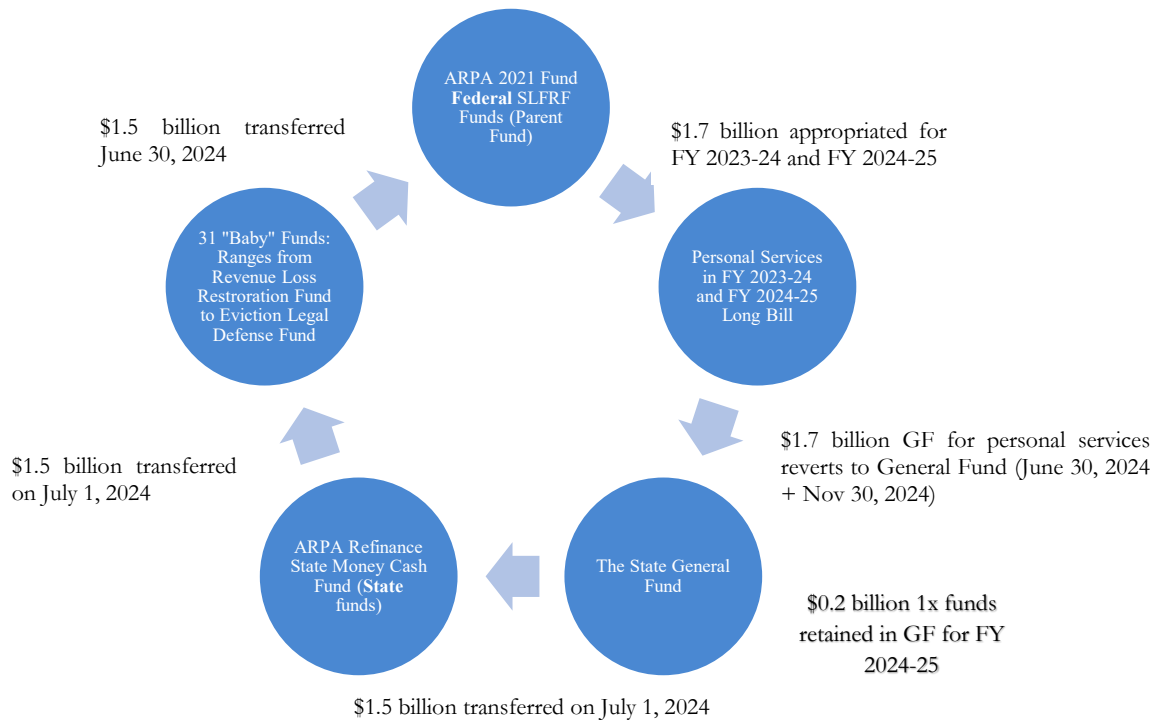 ARPA 2021 Fund
Federal SLFRF
Funds (Parent
Fund)
$1.7 billion appropriated for
FY 2023-24 and FY 2024-25
Personal Services
in FY 2023-24
and FY 2024-25
Long Bill
$1.7 billion GF for personal services
reverts to General Fund (June 30, 2024
+ Nov 30, 2024)
The State General
Fund
$0.2 billion 1x funds
retained in GF for FY
2024-25
$1.5 billion transferred on July 1, 2024
ARPA Refinance
State Money Cash
Fund (State
funds)
$1.5 billion transferred
on July 1, 2024
31 "Baby" Funds:
Ranges from
Revenue Loss
Restroration Fund
to Eviction Legal
Defense Fund
$1.5 billion transferred
June 30, 2024